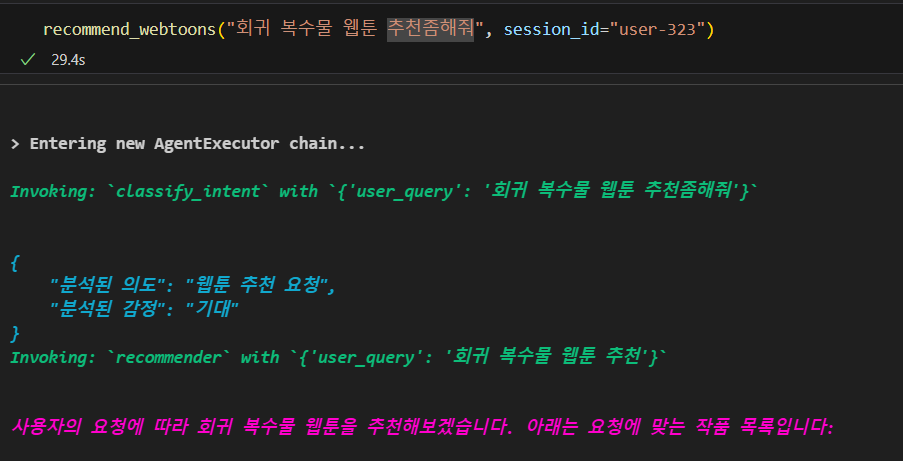 recommend_webtoons("회귀 복수물 웹툰 추천좀해줘", session_id="user-323")
✓ 29.4s
> Entering new AgentExecutor chain...
Invoking: `classify_intent` with `{'user_query': '회귀 복수물 웹툰 추천좀해줘'}`
{
"분석된 의도": "웹툰 추천 요청",
"분석된 감정": "기대"
}
Invoking: `recommender` with `{'user_query': '회귀 복수물 웹툰 추천'}`
사용자의 요청에 따라 회귀 복수물 웹툰을 추천해보겠습니다. 아래는 요청에 맞는 작품 목록입니다: